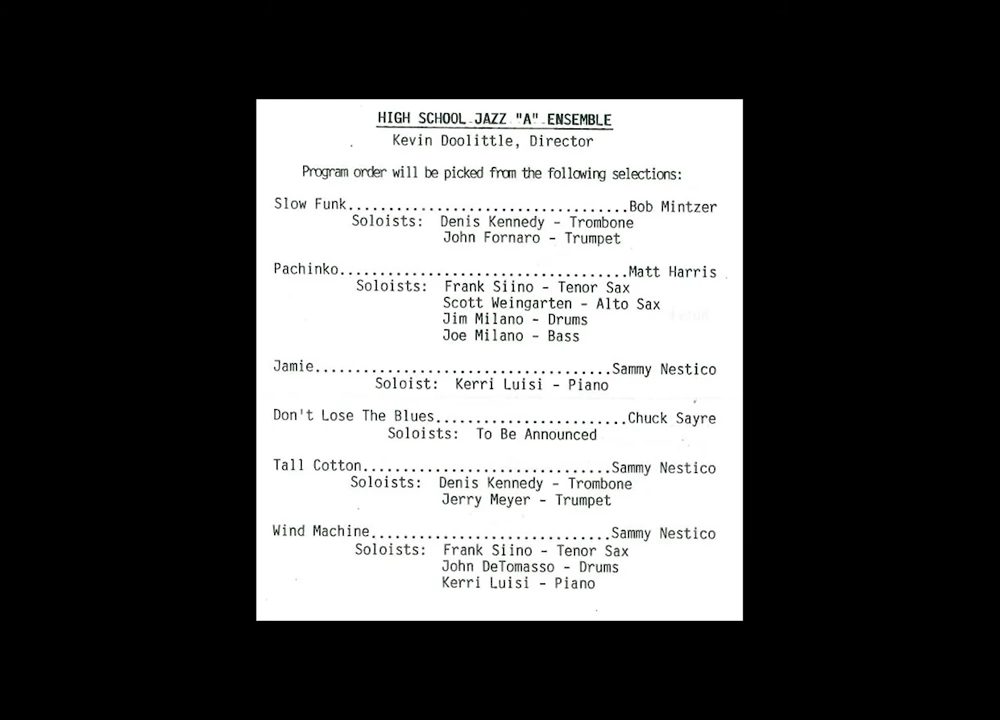 HIGH SCHOOL JAZZ "A" ENSEMBLE
Kevin Doolittle, Director
Program order will be picked from the following selections:
Slow Funk...................................Bob Mintzer
Soloists: Denis Kennedy - Trombone
John Fornaro - Trumpet
Pachinko....................................Matt Harris
Soloists: Frank Siino - Tenor Sax
Scott Weingarten - Alto Sax
Jim Milano - Drums
Joe Milano - Bass
Jamie.....................................Sammy Nestico
Soloist: Kerri Luisi - Piano
Don't Lose The Blues........................Chuck Sayre
Soloists: To Be Announced
Tall Cotton...............................Sammy Nestico
Soloists: Denis Kennedy - Trombone
Jerry Meyer - Trumpet
Wind Machine..............................Sammy Nestico
Soloists: Frank Siino - Tenor Sax
John DeTomasso - Drums
Kerri Luisi - Piano